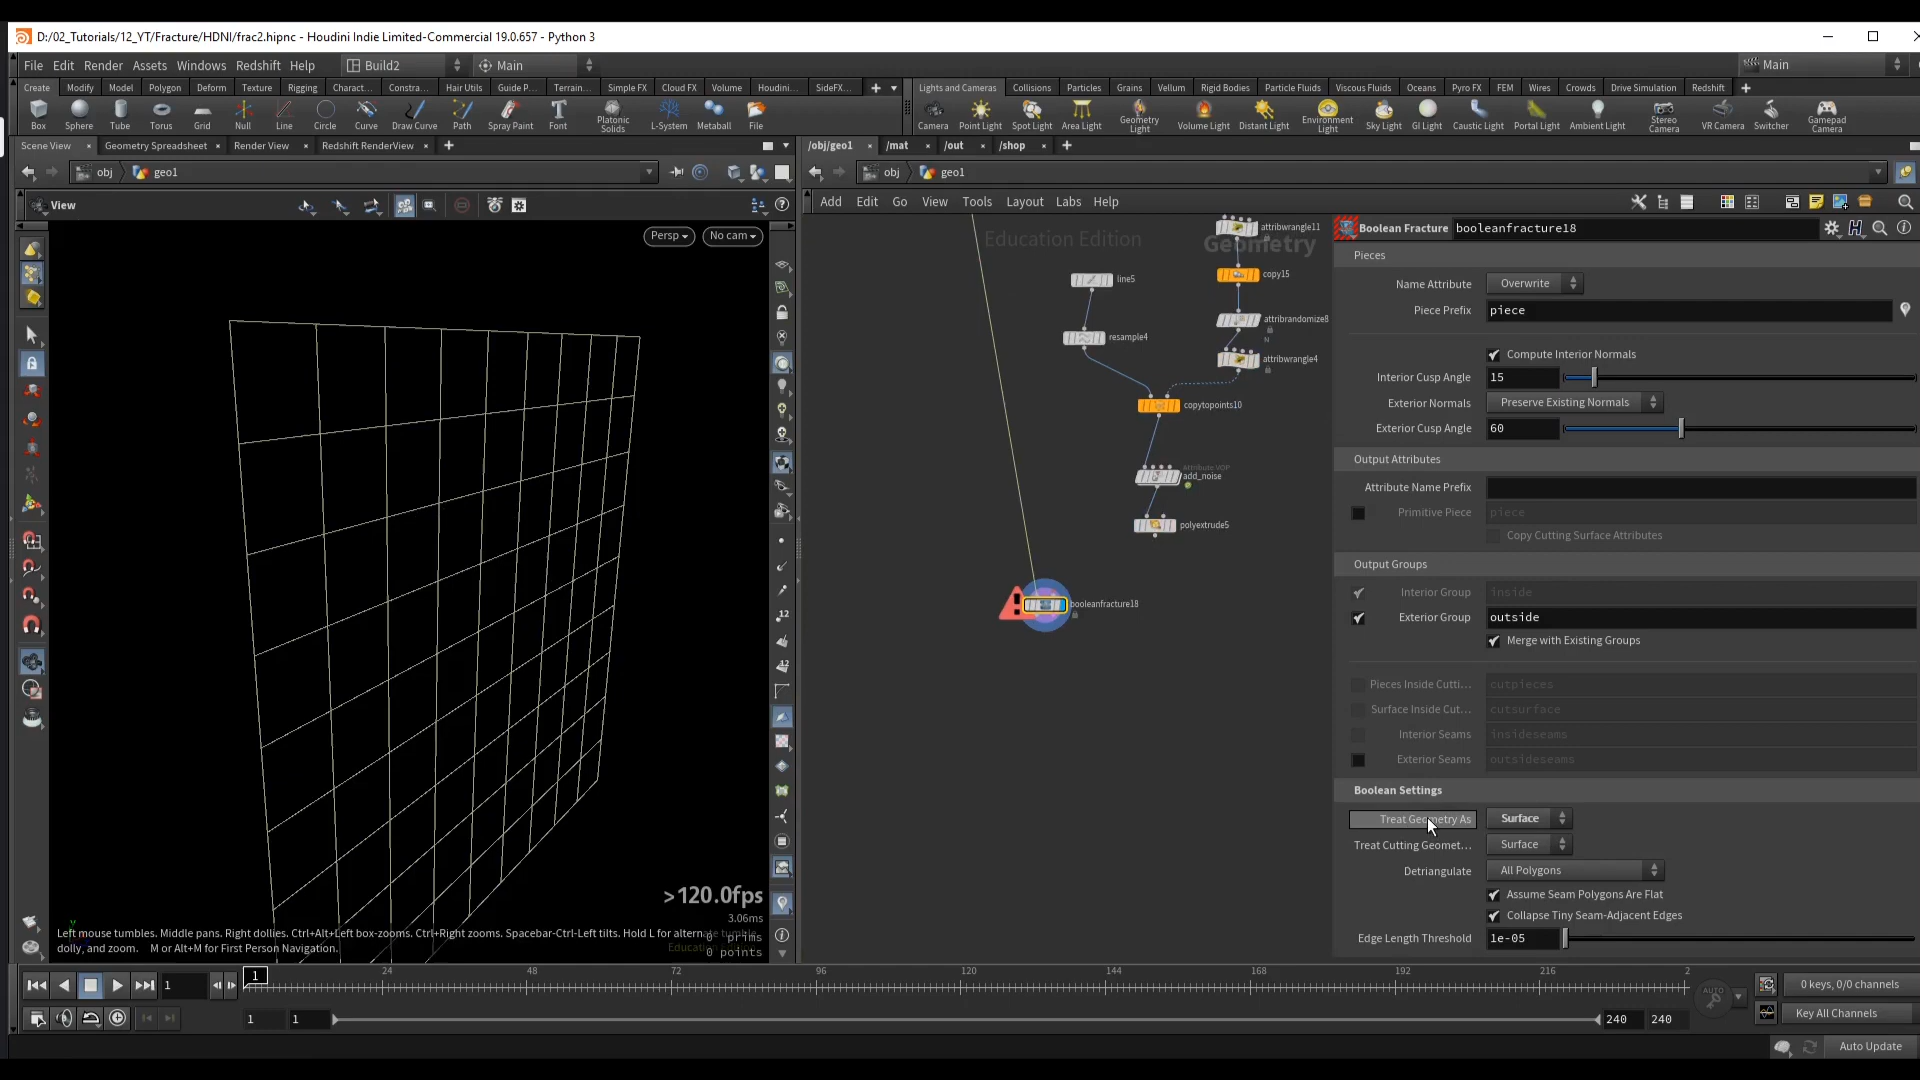 D:/02_Tutorials/12_YT/Fracture/HDNI/frac2.hipnc - Houdini Indie Limited-Commercial 19.0.657 - Python 3
File Edit Render Assets Windows Redshift Help Build2 Main Main
Create Modify Model Polygon Deform Texture Rigging Charact... Constra... Hair Utils Guide P... Terrain... Simple FX Cloud FX Volume Houdini... SideFX... Lights and Cameras Collisions Particles Grains Vellum Rigid Bodies Particle Fluids Viscous Fluids Oceans Pyro FX FEM Wires Crowds Drive Simulation Redshift
Box Sphere Tube Torus Grid Null Line Circle Curve Draw Curve Path Spray Paint Font Platonic Solids L-System Metaball File Camera Point Light Spot Light Area Light Geometry Light Volume Light Distant Light Environment Light Sky Light GI Light Caustic Light Portal Light Ambient Light Stereo Camera VR Camera Switcher Gamepad Camera
Scene View Geometry Spreadsheet Render View Redshift RenderView /obj/geo1 /mat /out /shop
obj geo1 obj geo1
View Add Edit Go View Tools Layout Labs Help
Persp No cam
Education Edition
Geometry
attribwrangle11
copy15
line5
attribrandomize8
N
resample4
attribwrangle4
copytopoints10
Attribute VOP
add_noise
polyextrude5
booleanfracture18
Boolean Fracture booleanfracture18
Pieces
Name Attribute Overwrite
Piece Prefix piece
Compute Interior Normals
Interior Cusp Angle 15
Exterior Normals Preserve Existing Normals
Exterior Cusp Angle 60
Output Attributes
Attribute Name Prefix
Primitive Piece piece
Copy Cutting Surface Attributes
Output Groups
Interior Group inside
Exterior Group outside
Merge with Existing Groups
Pieces Inside Cutti... cutpieces
Surface Inside Cut... cutsurface
Interior Seams insideseams
Exterior Seams outsideseams
Boolean Settings
Treat Geometry As Surface
Treat Cutting Geomet... Surface
Detriangulate All Polygons
Assume Seam Polygons Are Flat
Collapse Tiny Seam-Adjacent Edges
Edge Length Threshold 1e-05
12
12
>120.0fps
3.06ms
Left mouse tumbles. Middle pans. Right dollies. Ctrl+Alt+Left box-zooms. Ctrl+Right zooms. Spacebar-Ctrl-Left tilts. Hold L for alternate tumble,
dolly, and zoom. M or Alt+M for First Person Navigation.
0 prims
0 points
y
1 1 24 48 72 96 120 144 168 192 216 2
AUTO
0 keys, 0/0 channels
1 1 240 240 Key All Channels
Auto Update